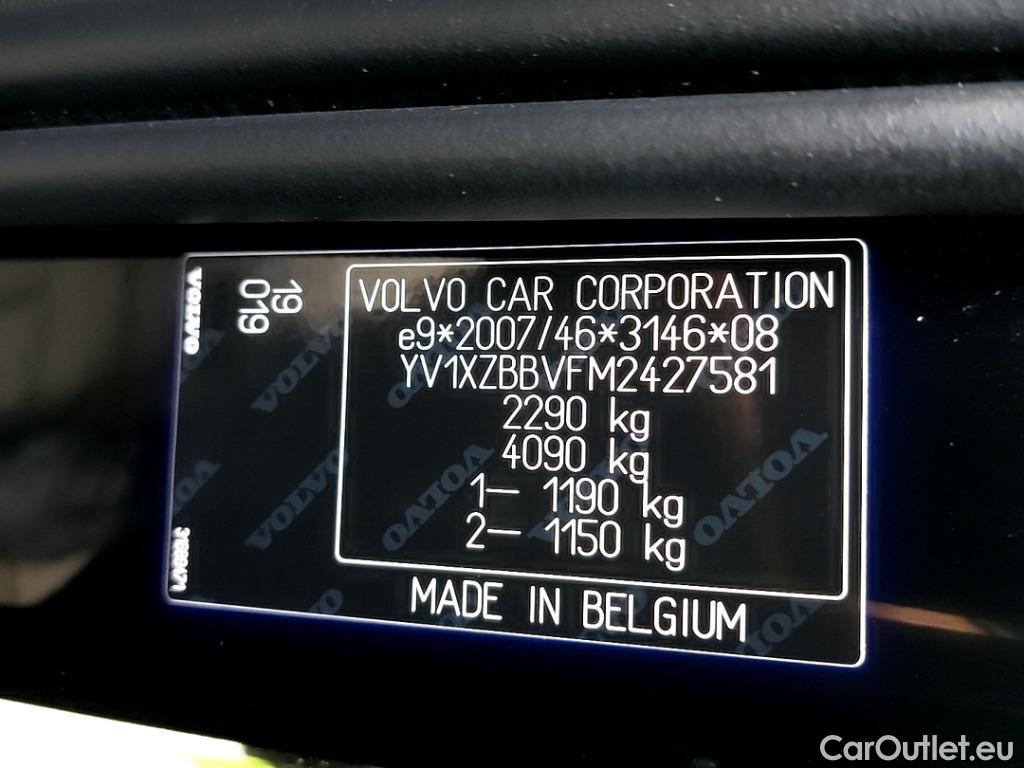 VOLVO
19
019
VOLVO CAR CORPORATION
e9*2007/46*3146*08
YV1XZBBVFM2427581
2290 kg
4090 kg
1– 1190 kg
2– 1150 kg
MADE IN BELGIUM
CarOutlet.eu